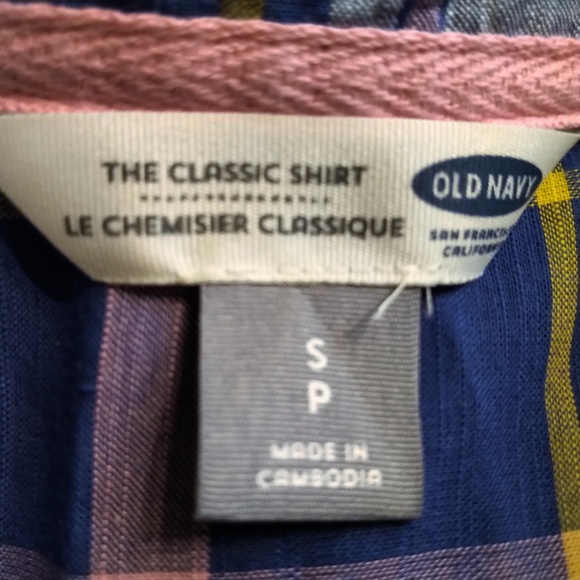 THE CLASSIC SHIRT
LE CHEMISIER CLASSIQUE
OLD NAVY
SAN FRANCISCO
CALIFORNIA
S
P
MADE IN
CAMBODIA